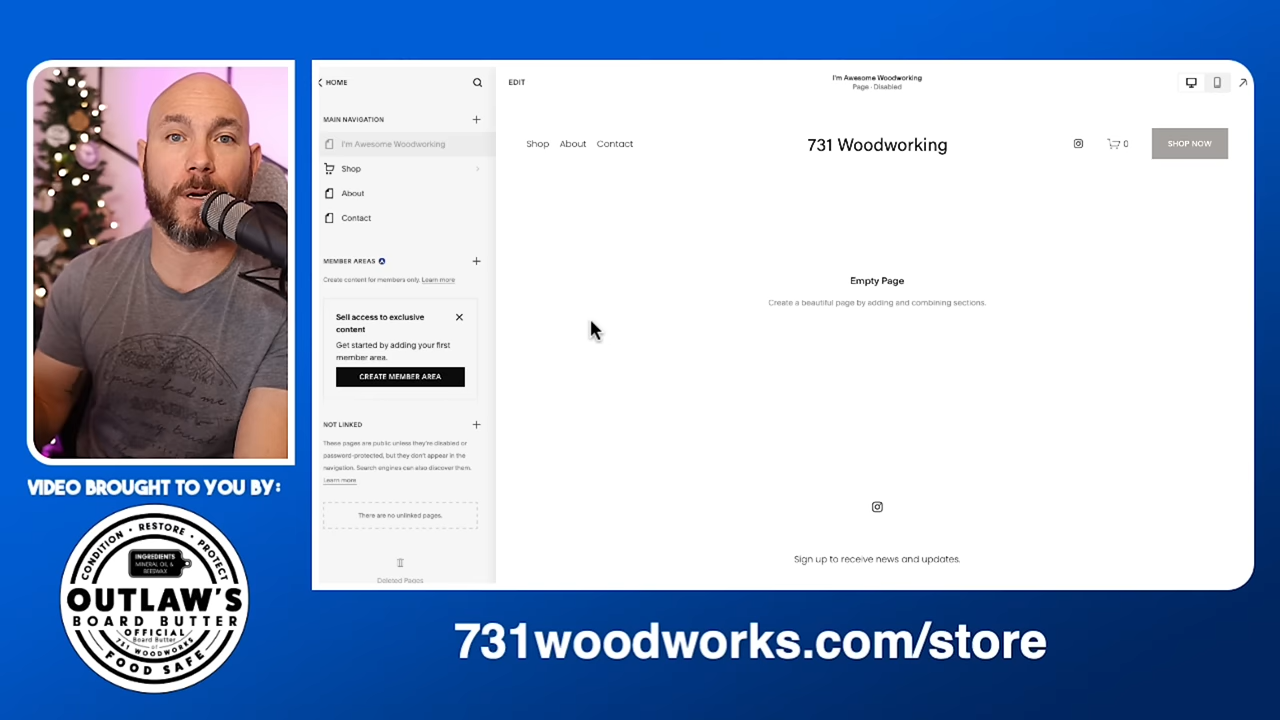 HOME
MAIN NAVIGATION
I'm Awesome Woodworking
Shop
About
Contact
MEMBER AREAS
Create content for members only. Learn more
Sell access to exclusive
content
Get started by adding your first
member area.
CREATE MEMBER AREA
NOT LINKED
These pages are public unless they're disabled or
password-protected, but they don't appear in the
navigation. Search engines can also discover them.
Learn more
There are no unlinked pages.
Deleted Pages
EDIT
I'm Awesome Woodworking
Page · Disabled
Shop About Contact
731 Woodworking
0
SHOP NOW
Empty Page
Create a beautiful page by adding and combining sections.
Sign up to receive news and updates.
VIDEO BROUGHT TO YOU BY:
CONDITION • RESTORE • PROTECT
INGREDIENTS
MINERAL OIL &
BEESWAX
OUTLAW'S
BOARD BUTTER
OFFICIAL
Board Butter
OF
731 WOODWORKS
FOOD SAFE
731woodworks.com/store